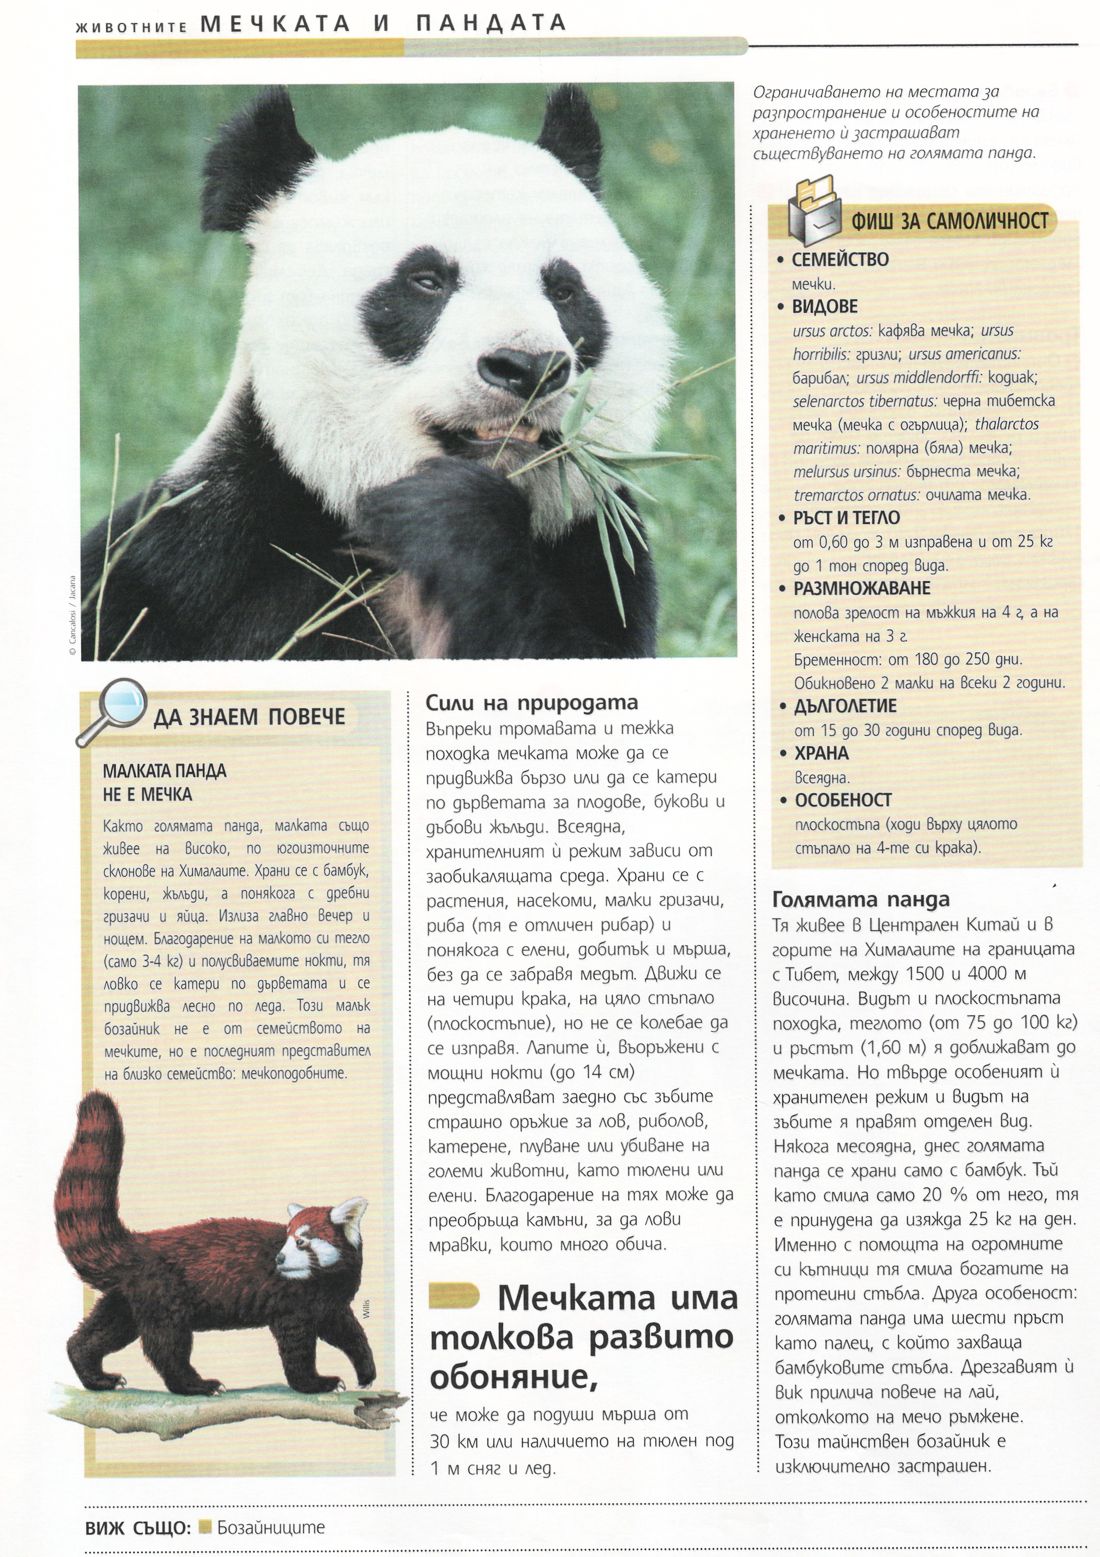 животните МЕЧКАТА И ПАНДАТА
Ограничаването на местата за
разпространение и особеностите на
храненето ѝ застрашават
съществуването на голямата панда.
© Cancalosi / Jacana
ФИШ ЗА САМОЛИЧНОСТ
• СЕМЕЙСТВО
мечки.
• ВИДОВЕ
ursus arctos: кафява мечка; ursus
horribilis: гризли; ursus americanus:
барибал; ursus middlendorffi: кодиак;
selenarctos tibernatus: черна тибетска
мечка (мечка с огърлица); thalarctos
maritimus: полярна (бяла) мечка;
melursus ursinus: бърнеста мечка;
tremarctos ornatus: очилата мечка.
• РЪСТ И ТЕГЛО
от 0,60 до 3 м изправена и от 25 кг
до 1 тон според вида.
• РАЗМНОЖАВАНЕ
полова зрелост на мъжкия на 4 г, а на
женската на 3 г.
Бременност: от 180 до 250 дни.
Обикновено 2 малки на всеки 2 години.
• ДЪЛГОЛЕТИЕ
от 15 до 30 години според вида.
• ХРАНА
всеядна.
• ОСОБЕНОСТ
плоскостъпа (ходи върху цялото
стъпало на 4-те си крака).
ДА ЗНАЕМ ПОВЕЧЕ
МАЛКАТА ПАНДА
НЕ Е МЕЧКА
Както голямата панда, малката също
живее на високо, по югоизточните
склонове на Хималаите. Храни се с бамбук,
корени, жълъди, а понякога с дребни
гризачи и яйца. Излиза главно вечер и
нощем. Благодарение на малкото си тегло
(само 3-4 кг) и полусвиваемите нокти, тя
ловко се катери по дърветата и се
придвижва лесно по леда. Този малък
бозайник не е от семейството на
мечките, но е последният представител
на близко семейство: мечкоподобните.
Willis
Сили на природата
Въпреки тромавата и тежка
походка мечката може да се
придвижва бързо или да се катери
по дърветата за плодове, букови и
дъбови жълъди. Всеядна,
хранителният ѝ режим зависи от
заобикалящата среда. Храни се с
растения, насекоми, малки гризачи,
риба (тя е отличен рибар) и
понякога с елени, добитък и мърша,
без да се забравя медът. Движи се
на четири крака, на цяло стъпало
(плоскостъпие), но не се колебае да
се изправя. Лапите ѝ, въоръжени с
мощни нокти (до 14 см)
представляват заедно със зъбите
страшно оръжие за лов, риболов,
катерене, плуване или убиване на
големи животни, като тюлени или
елени. Благодарение на тях може да
преобръща камъни, за да лови
мравки, които много обича.
Мечката има
толкова развито
обоняние,
че може да подуши мърша от
30 км или наличието на тюлен под
1 м сняг и лед.
Голямата панда
Тя живее в Централен Китай и в
горите на Хималаите на границата
с Тибет, между 1500 и 4000 м
височина. Видът и плоскостъпата
походка, теглото (от 75 до 100 кг)
и ръстът (1,60 м) я доближават до
мечката. Но твърде особеният ѝ
хранителен режим и видът на
зъбите я правят отделен вид.
Някога месоядна, днес голямата
панда се храни само с бамбук. Тъй
като смила само 20 % от него, тя
е принудена да изяжда 25 кг на ден.
Именно с помощта на огромните
си кътници тя смила богатите на
протеини стъбла. Друга особеност:
голямата панда има шести пръст
като палец, с който захваща
бамбуковите стъбла. Дрезгавият ѝ
вик прилича повече на лай,
отколкото на мечо ръмжене.
Този тайнствен бозайник е
изключително застрашен.
ВИЖ СЪЩО: Бозайниците